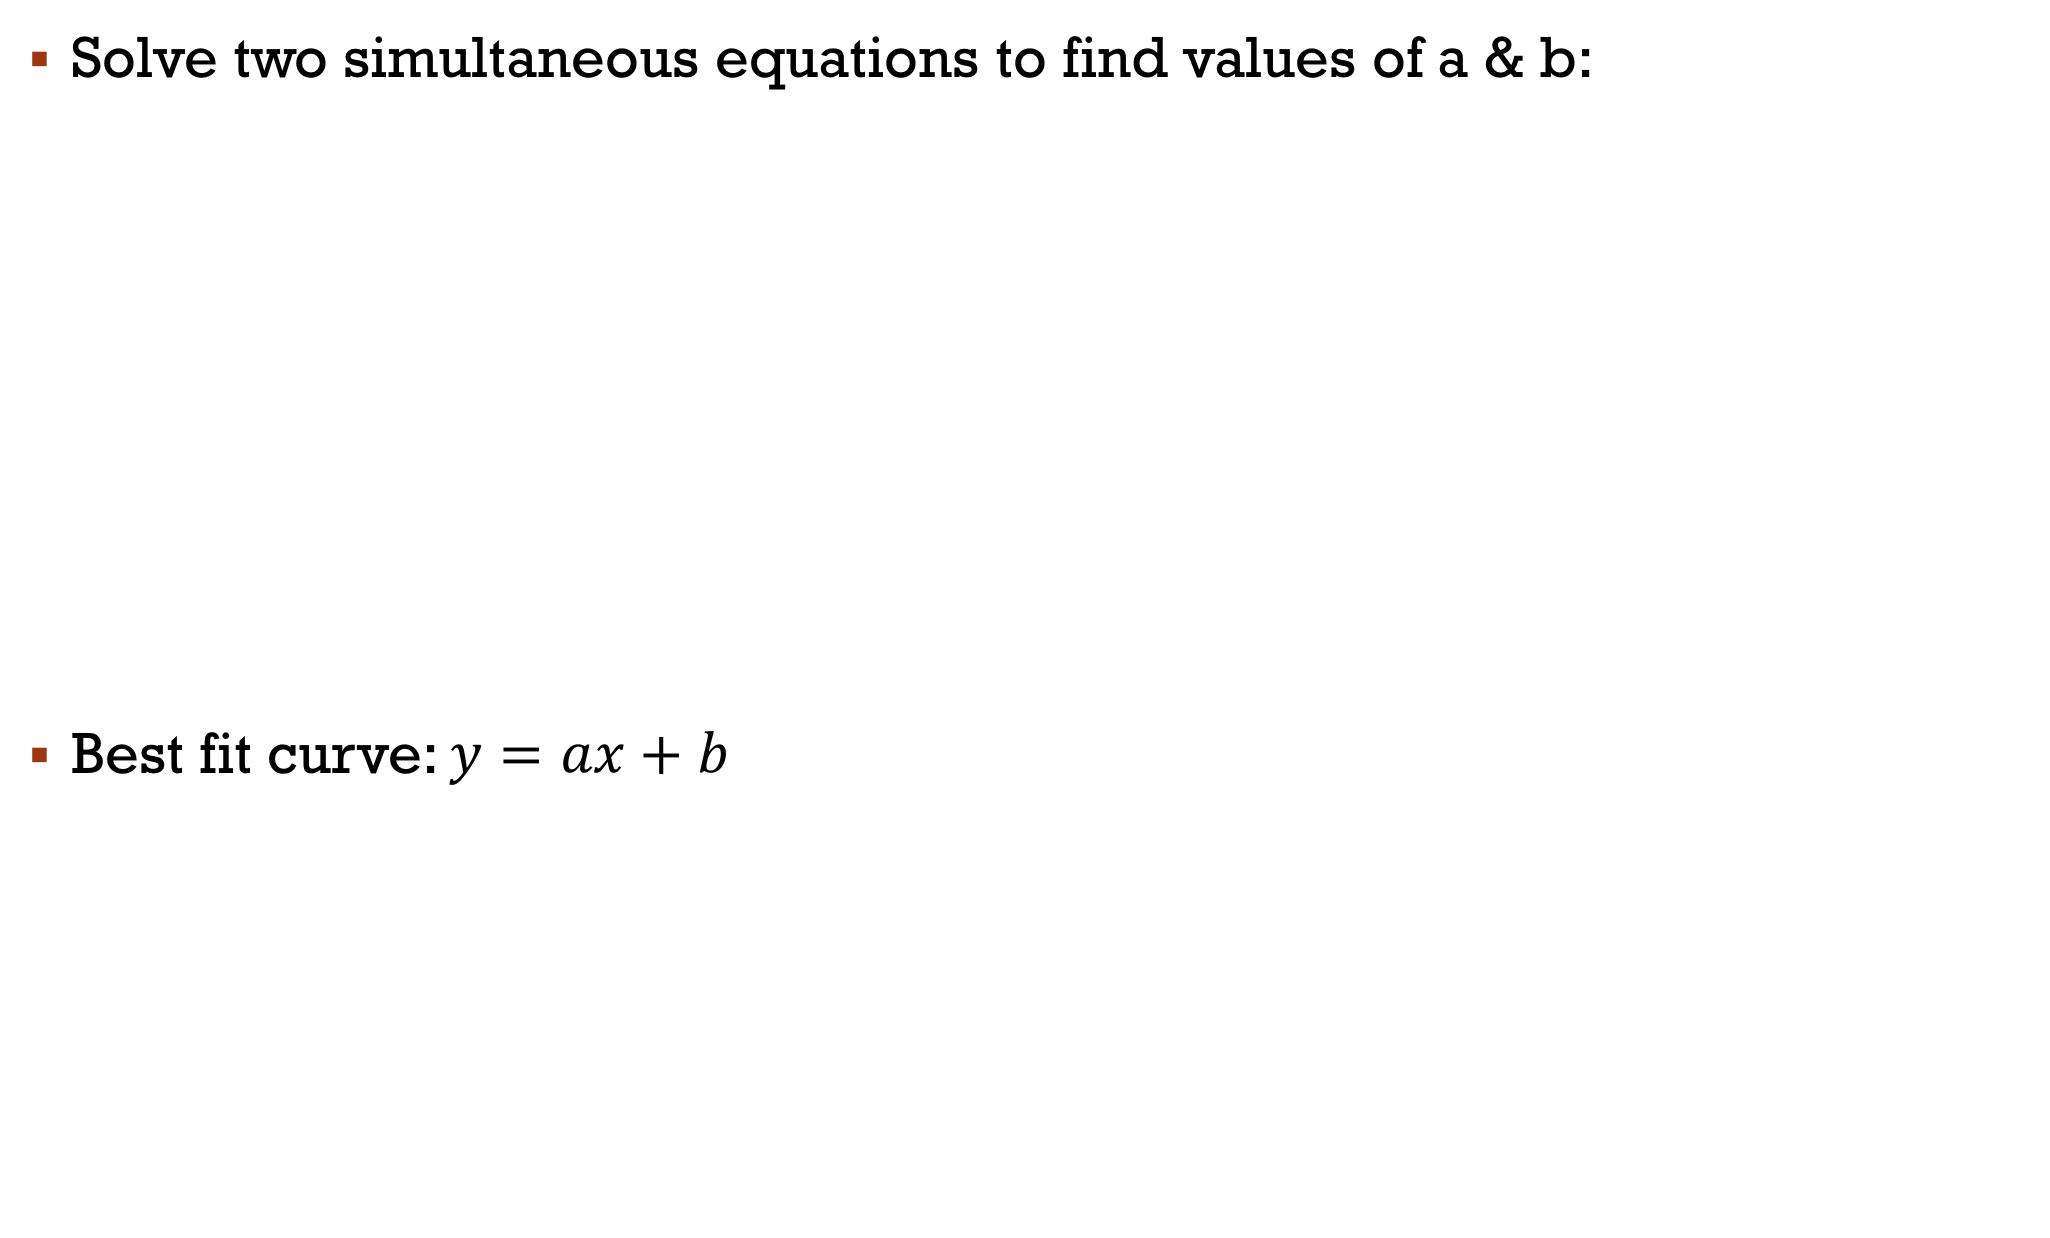 ▪ Solve two simultaneous equations to find values of a & b:
▪ Best fit curve: 𝑦 = 𝑎𝑥 + 𝑏